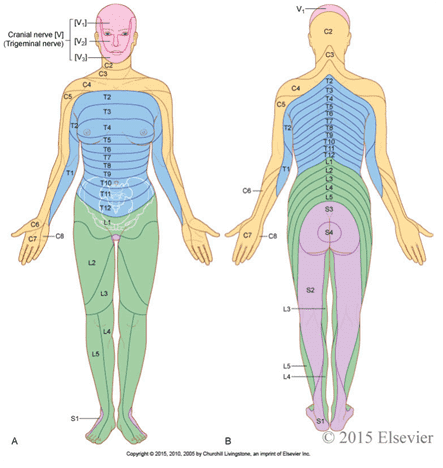 Cranial nerve [V]
(Trigeminal nerve)
[V₁]
[V₂]
[V₃]
C2
C3
C4
C5
T2
T3
T4
T5
T6
T7
T8
T9
T10
T11
T12
L1
T2
T1
C6
C7
C8
L2
L3
L4
L5
S1
A
V₁
C2
C3
C4
C5
T2
T3
T4
T5
T6
T7
T8
T9
T10
T11
T12
L1
L2
L3
L4
L5
T2
T1
C6
C7
C8
S3
S4
S2
L3
L5
L4
S1
B
© 2015 Elsevier
Copyright © 2015, 2010, 2005 by Churchill Livingstone, an imprint of Elsevier Inc.